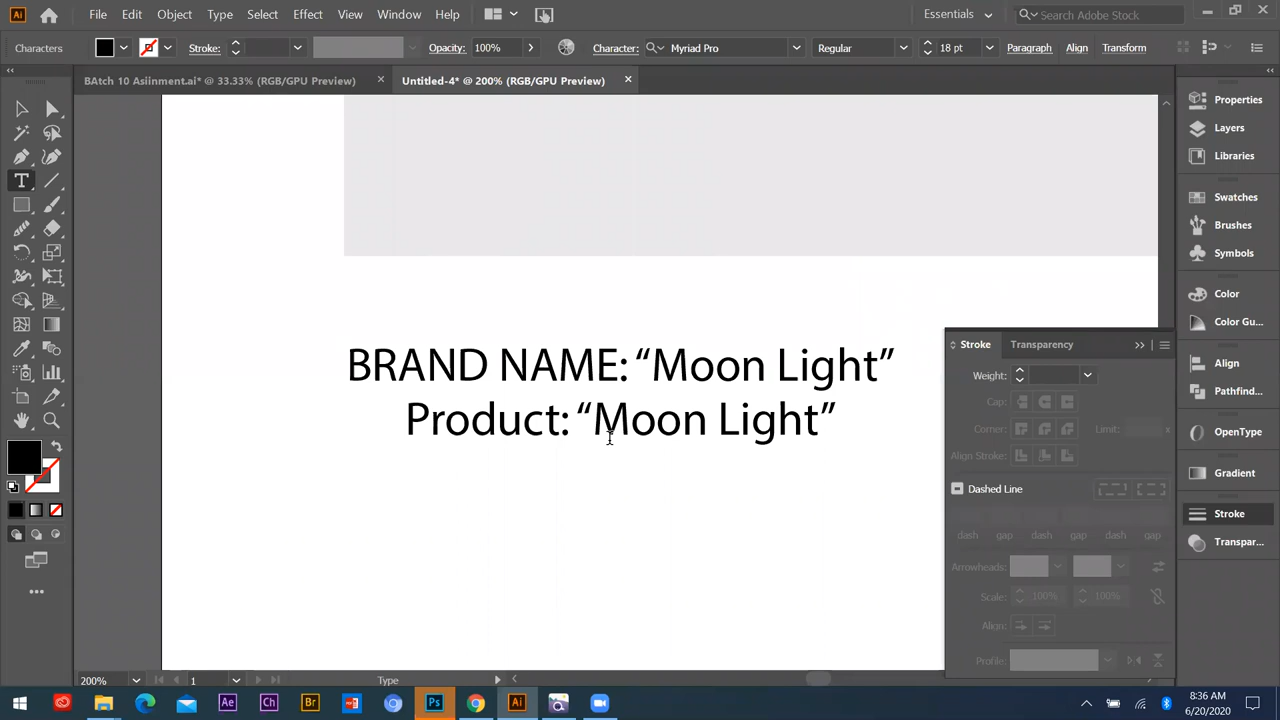 File Edit Object Type Select Effect View Window Help Essentials Search Adobe Stock
Characters Stroke: Opacity: 100% Character: Myriad Pro Regular 18 pt Paragraph Align Transform
BAtch 10 Asiinment.ai* @ 33.33% (RGB/GPU Preview) Untitled-4* @ 200% (RGB/GPU Preview)
BRAND NAME: “Moon Light”
Product: “Moon Light”
Stroke Transparency
Weight:
Cap:
Corner: Limit: x
Align Stroke:
Dashed Line
dash gap dash gap dash gap
Arrowheads:
Scale: 100% 100%
Align:
Profile:
Properties
Layers
Libraries
Swatches
Brushes
Symbols
Color
Color Gu...
Align
Pathfind...
OpenType
Gradient
Stroke
Transpar...
200% 1 Type
Ae Ch Br Ps Ai
8:36 AM
6/20/2020